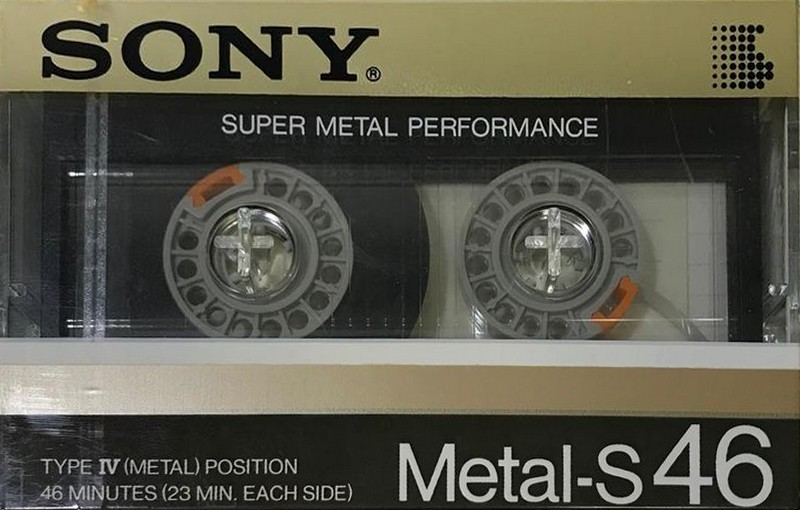 SONY®
SUPER METAL PERFORMANCE
TYPE IV (METAL) POSITION
46 MINUTES (23 MIN. EACH SIDE)
Metal-S 46